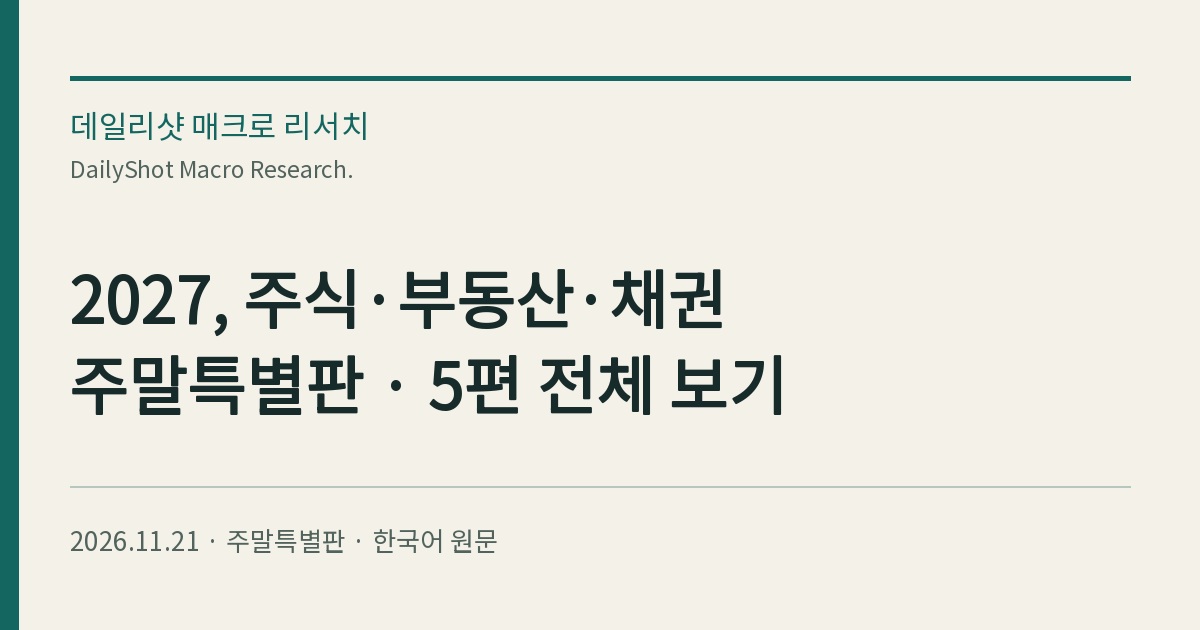 데일리샷 매크로 리서치
DailyShot Macro Research.
2027, 주식·부동산·채권
주말특별판 · 5편 전체 보기
2026.11.21 · 주말특별판 · 한국어 원문